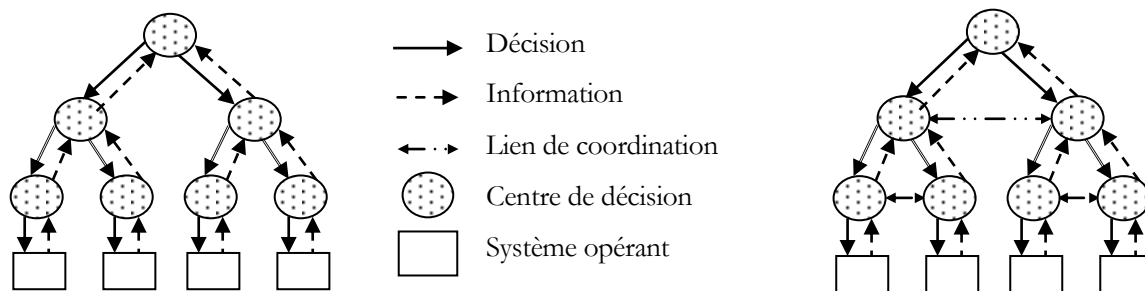 Décision
Information
Lien de coordination
Centre de décision
Système opérant